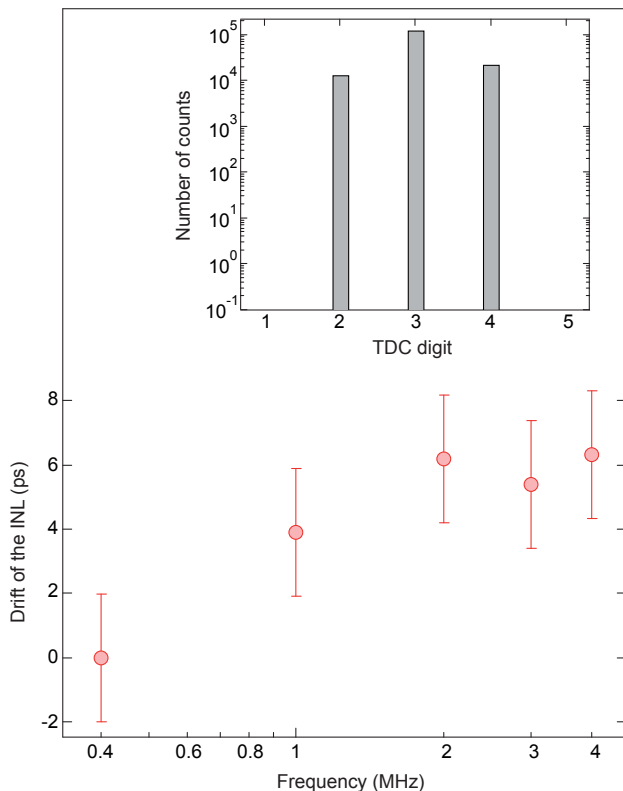 Number of counts
10^5
10^4
10^3
10^2
10^1
10^0
10^-1
1 2 3 4 5
TDC digit
Drift of the INL (ps)
8
6
4
2
0
-2
0.4 0.6 0.8 1 2 3 4
Frequency (MHz)